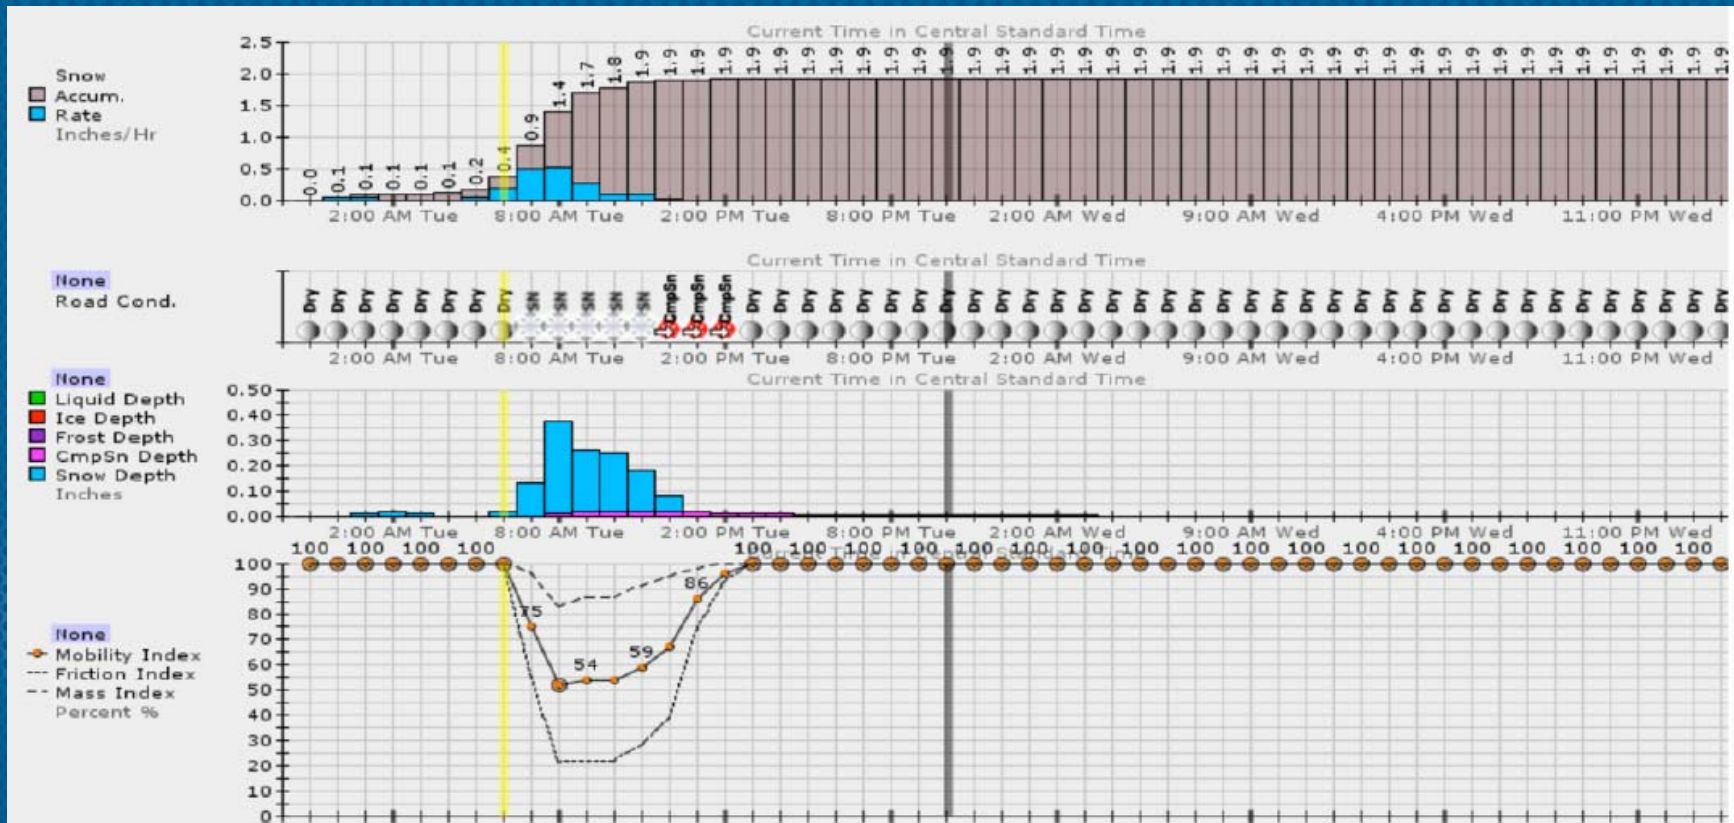 Current Time in Central Standard Time
2.5
2.0
1.5
1.0
0.5
0.0
Snow
Accum.
Rate
Inches/Hr
0.0 0.1 0.1 0.1 0.1 0.1 0.2 0.4 0.9 1.4 1.7 1.8 1.9 1.9 1.9 1.9 1.9 1.9 1.9 1.9 1.9 1.9 1.9 1.9 1.9 1.9 1.9 1.9 1.9 1.9 1.9 1.9 1.9 1.9 1.9 1.9 1.9 1.9 1.9 1.9 1.9 1.9 1.9 1.9 1.9 1.9 1.9 1.9 1.9 1.9 1.9 1.9
2:00 AM Tue 8:00 AM Tue 2:00 PM Tue 8:00 PM Tue 2:00 AM Wed 9:00 AM Wed 4:00 PM Wed 11:00 PM Wed
Current Time in Central Standard Time
None
Road Cond.
Dry Dry Dry Dry Dry Dry Dry Dry SN SN SN SN SN CmpSn CmpSn CmpSn Dry Dry Dry Dry Dry Dry Dry Dry Dry Dry Dry Dry Dry Dry Dry Dry Dry Dry Dry Dry Dry Dry Dry Dry Dry Dry Dry Dry Dry Dry Dry Dry Dry Dry Dry Dry
2:00 AM Tue 8:00 AM Tue 2:00 PM Tue 8:00 PM Tue 2:00 AM Wed 9:00 AM Wed 4:00 PM Wed 11:00 PM Wed
Current Time in Central Standard Time
None
Liquid Depth
Ice Depth
Frost Depth
CmpSn Depth
Snow Depth
Inches
0.50
0.40
0.30
0.20
0.10
0.00
2:00 AM Tue 8:00 AM Tue 2:00 PM Tue 8:00 PM Tue 2:00 AM Wed 9:00 AM Wed 4:00 PM Wed 11:00 PM Wed
Current Time in Central Standard Time
100 100 100 100 75 54 59 86 100 100 100 100 100 100 100 100 100 100 100 100 100 100 100 100 100 100
None
Mobility Index
Friction Index
Mass Index
Percent %
100
90
80
70
60
50
40
30
20
10
0